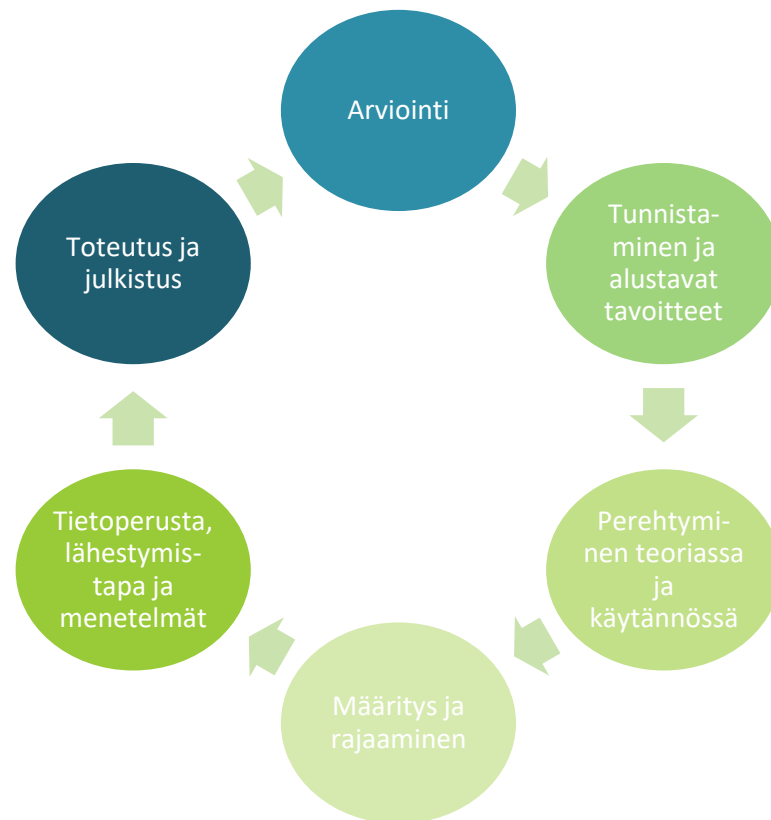 Arviointi
Tunnista-
minen ja
alustavat
tavoitteet
Perehtymi-
nen teoriassa
ja
käytännössä
Määritys ja
rajaaminen
Tietoperusta,
lähestymis-
tapa ja
menetelmät
Toteutus ja
julkistus